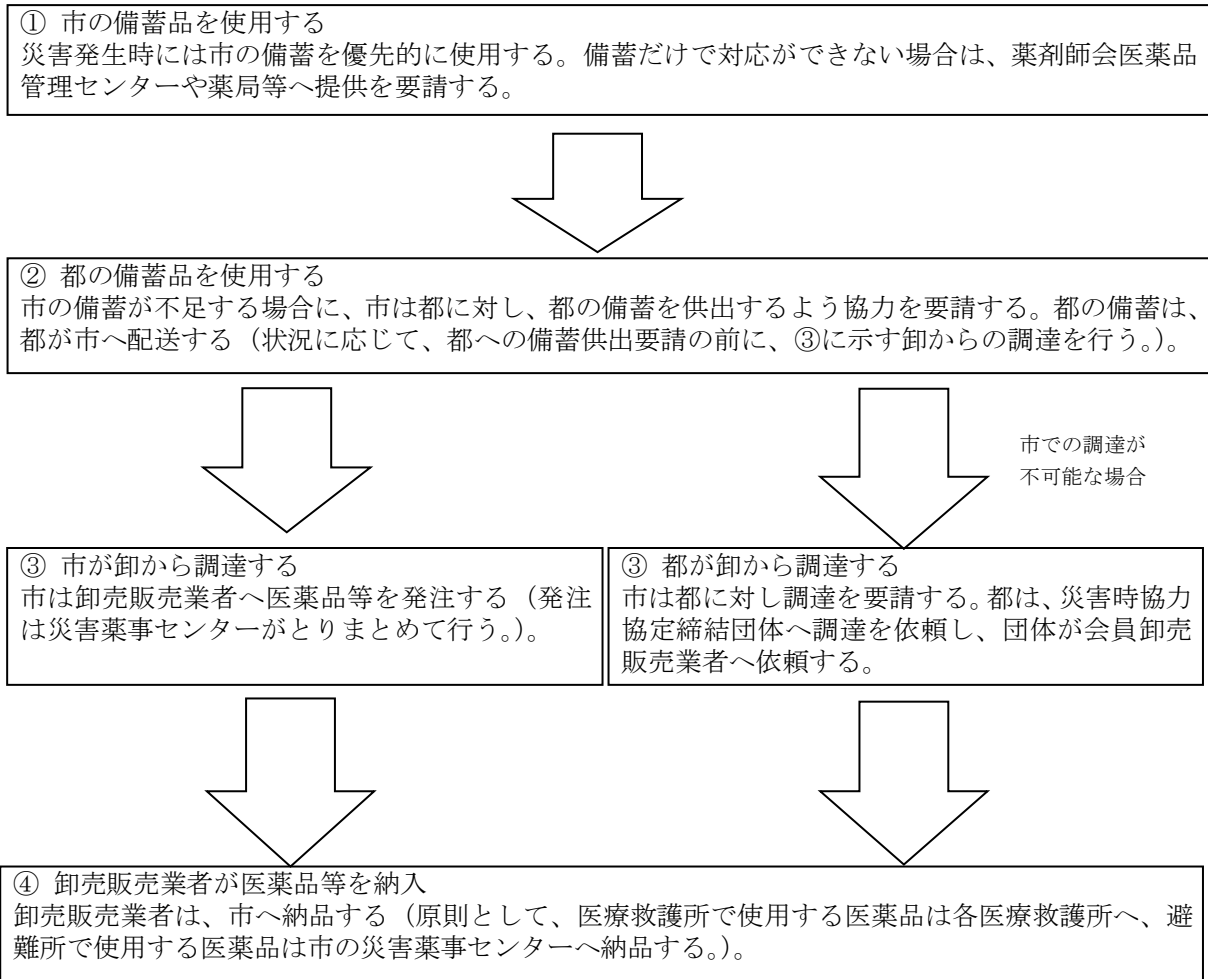 ① 市の備蓄品を使用する
災害発生時には市の備蓄を優先的に使用する。備蓄だけで対応ができない場合は、薬剤師会医薬品
管理センターや薬局等へ提供を要請する。
② 都の備蓄品を使用する
市の備蓄が不足する場合に、市は都に対し、都の備蓄を供出するよう協力を要請する。都の備蓄は、
都が市へ配送する（状況に応じて、都への備蓄供出要請の前に、③に示す卸からの調達を行う。）。
市での調達が
不可能な場合
③ 市が卸から調達する
市は卸売販売業者へ医薬品等を発注する（発注
は災害薬事センターがとりまとめて行う。）。
③ 都が卸から調達する
市は都に対し調達を要請する。都は、災害時協力
協定締結団体へ調達を依頼し、団体が会員卸売
販売業者へ依頼する。
④ 卸売販売業者が医薬品等を納入
卸売販売業者は、市へ納品する（原則として、医療救護所で使用する医薬品は各医療救護所へ、避
難所で使用する医薬品は市の災害薬事センターへ納品する。）。